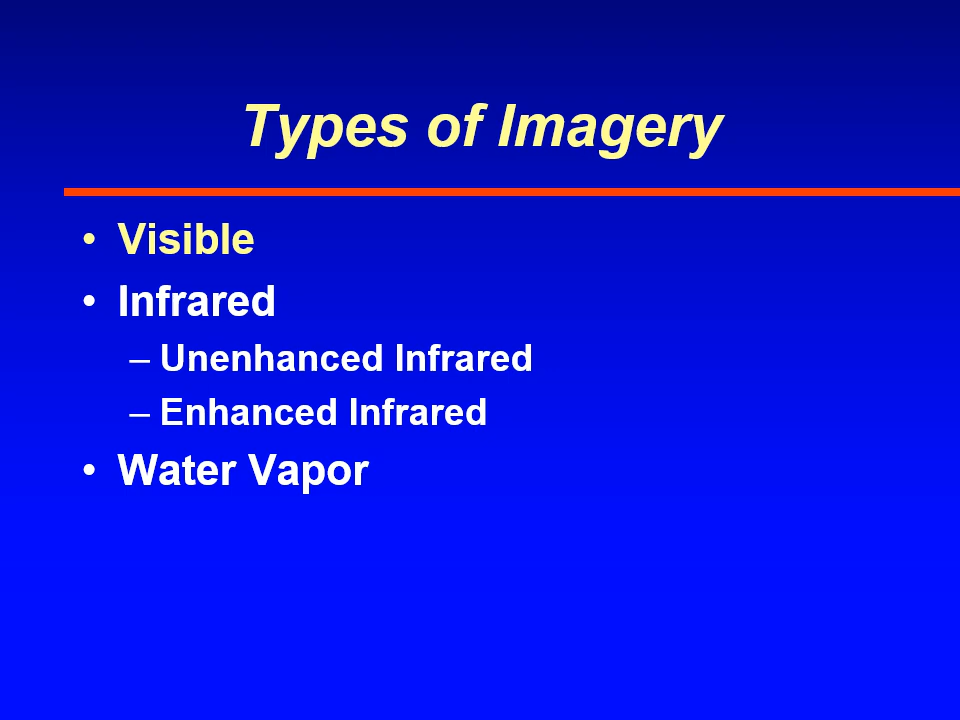 Types of Imagery
• Visible
• Infrared
– Unenhanced Infrared
– Enhanced Infrared
• Water Vapor